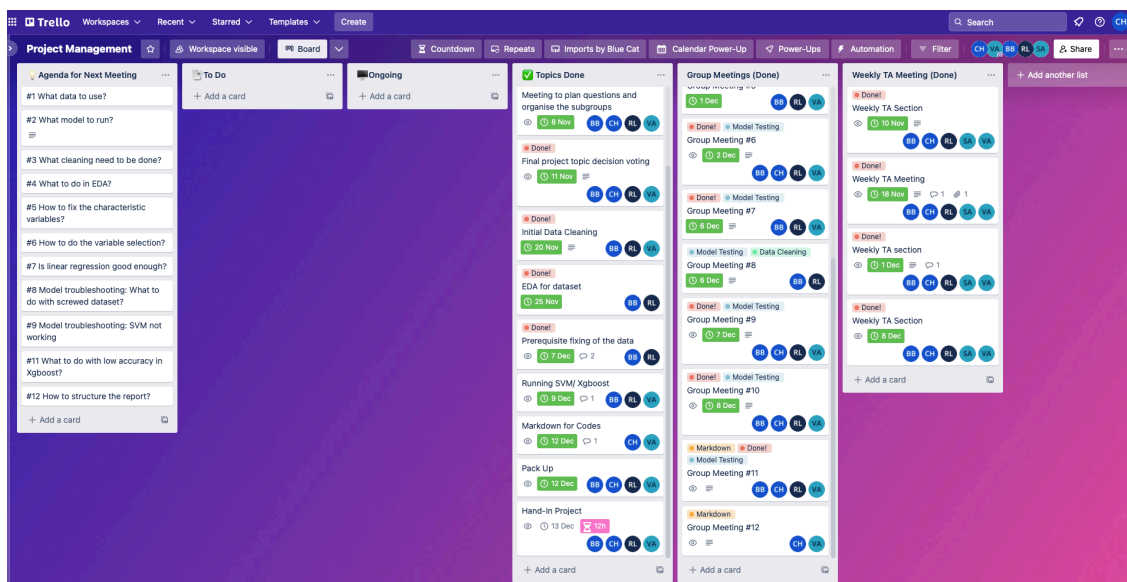 Trello
Workspaces
Recent
Starred
Templates
Create
Search
CH
Project Management
Workspace visible
Board
Countdown
Repeats
Imports by Blue Cat
Calendar Power-Up
Power-Ups
Automation
Filter
CH VA BB RL SA
Share
Agenda for Next Meeting
#1 What data to use?
#2 What model to run?
#3 What cleaning need to be done?
#4 What to do in EDA?
#5 How to fix the characteristic
variables?
#6 How to do the variable selection?
#7 Is linear regression good enough?
#8 Model troubleshooting: What to
do with screwed dataset?
#9 Model troubleshooting: SVM not
working
#11 What to do with low accuracy in
Xgboost?
#12 How to structure the report?
+ Add a card
To Do
+ Add a card
Ongoing
+ Add a card
Topics Done
Meeting to plan questions and
organise the subgroups
8 Nov BB CH RL VA
Done!
Final project topic decision voting
11 Nov
BB CH RL VA
Done!
Initial Data Cleaning
20 Nov BB RL VA
Done!
EDA for dataset
25 Nov BB RL
Done!
Prerequisite fixing of the data
7 Dec 2 BB RL
Running SVM/ Xgboost
9 Dec 1 BB RL VA
Markdown for Codes
12 Dec 1 CH VA
Pack Up
12 Dec BB CH RL VA
Hand-In Project
13 Dec 12h
BB CH RL VA
+ Add a card
Group Meetings (Done)
1 Dec BB RL VA
Done! Model Testing
Group Meeting #6
2 Dec
BB CH RL VA
Done! Model Testing
Group Meeting #7
6 Dec BB RL VA
Model Testing Data Cleaning
Group Meeting #8
6 Dec BB RL
Done! Model Testing
Group Meeting #9
7 Dec
BB CH RL VA
Done! Model Testing
Group Meeting #10
8 Dec
BB CH RL VA
Markdown Done!
Model Testing
Group Meeting #11
BB CH RL VA
Markdown
Group Meeting #12
CH VA
+ Add a card
Weekly TA Meeting (Done)
Done!
Weekly TA Section
10 Nov
BB CH RL SA VA
Done!
Weekly TA Meeting
18 Nov 1 1
BB CH RL SA VA
Done!
Weekly TA section
1 Dec 1
BB CH RL SA VA
Done!
Weekly TA Section
8 Dec
BB CH RL SA VA
+ Add a card
+ Add another list